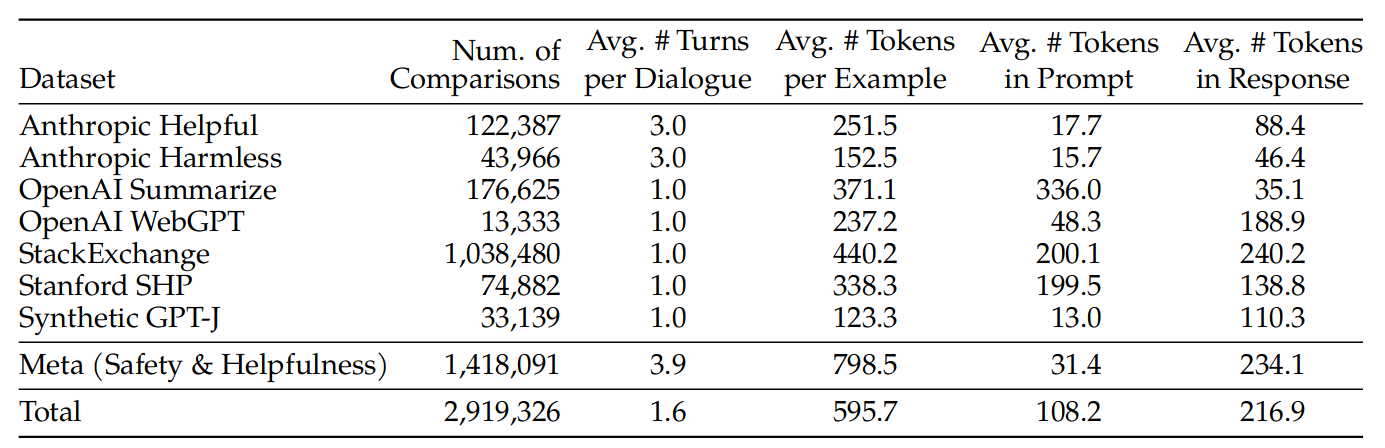 Dataset Num. of Comparisons Avg. # Turns per Dialogue Avg. # Tokens per Example Avg. # Tokens in Prompt Avg. # Tokens in Response
Anthropic Helpful 122,387 3.0 251.5 17.7 88.4
Anthropic Harmless 43,966 3.0 152.5 15.7 46.4
OpenAI Summarize 176,625 1.0 371.1 336.0 35.1
OpenAI WebGPT 13,333 1.0 237.2 48.3 188.9
StackExchange 1,038,480 1.0 440.2 200.1 240.2
Stanford SHP 74,882 1.0 338.3 199.5 138.8
Synthetic GPT-J 33,139 1.0 123.3 13.0 110.3
Meta (Safety & Helpfulness) 1,418,091 3.9 798.5 31.4 234.1
Total 2,919,326 1.6 595.7 108.2 216.9